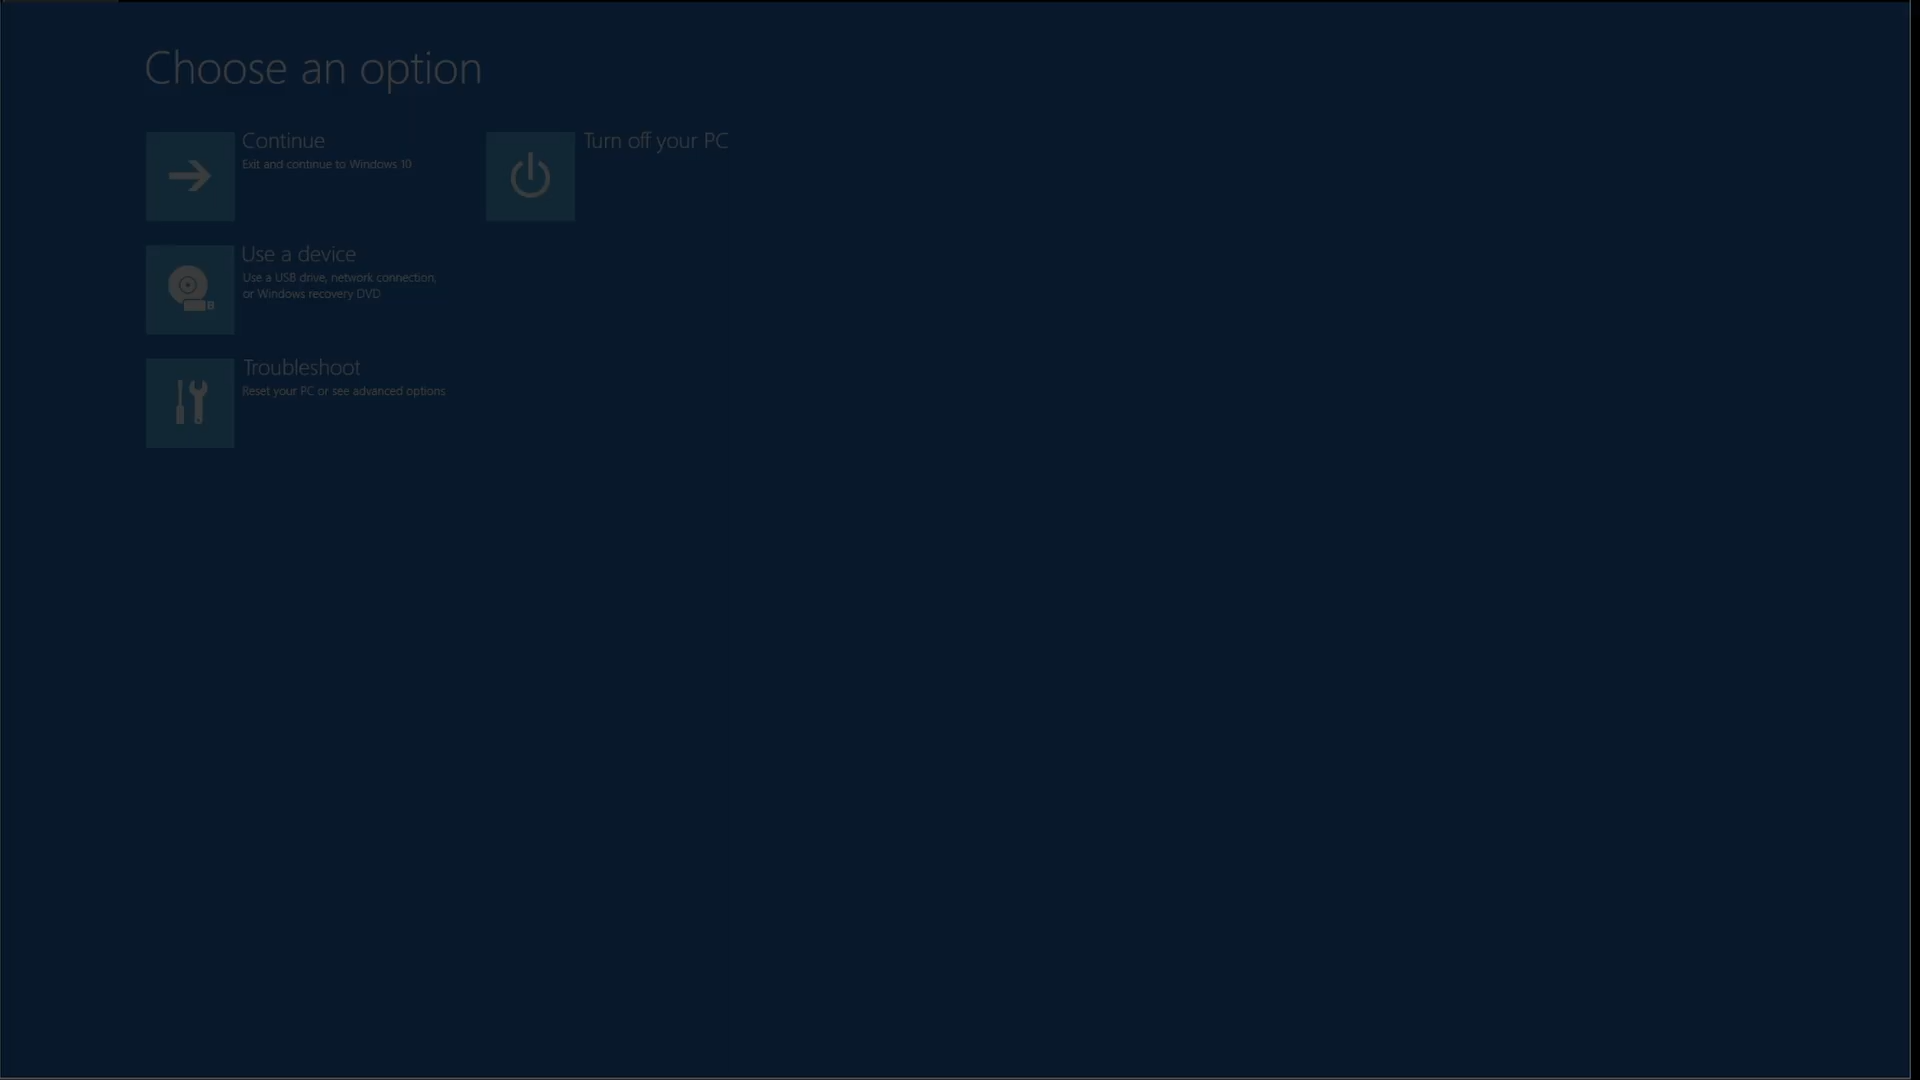 Choose an option
Continue
Exit and continue to Windows 10
Turn off your PC
Use a device
Use a USB drive, network connection,
or Windows recovery DVD
Troubleshoot
Reset your PC or see advanced options